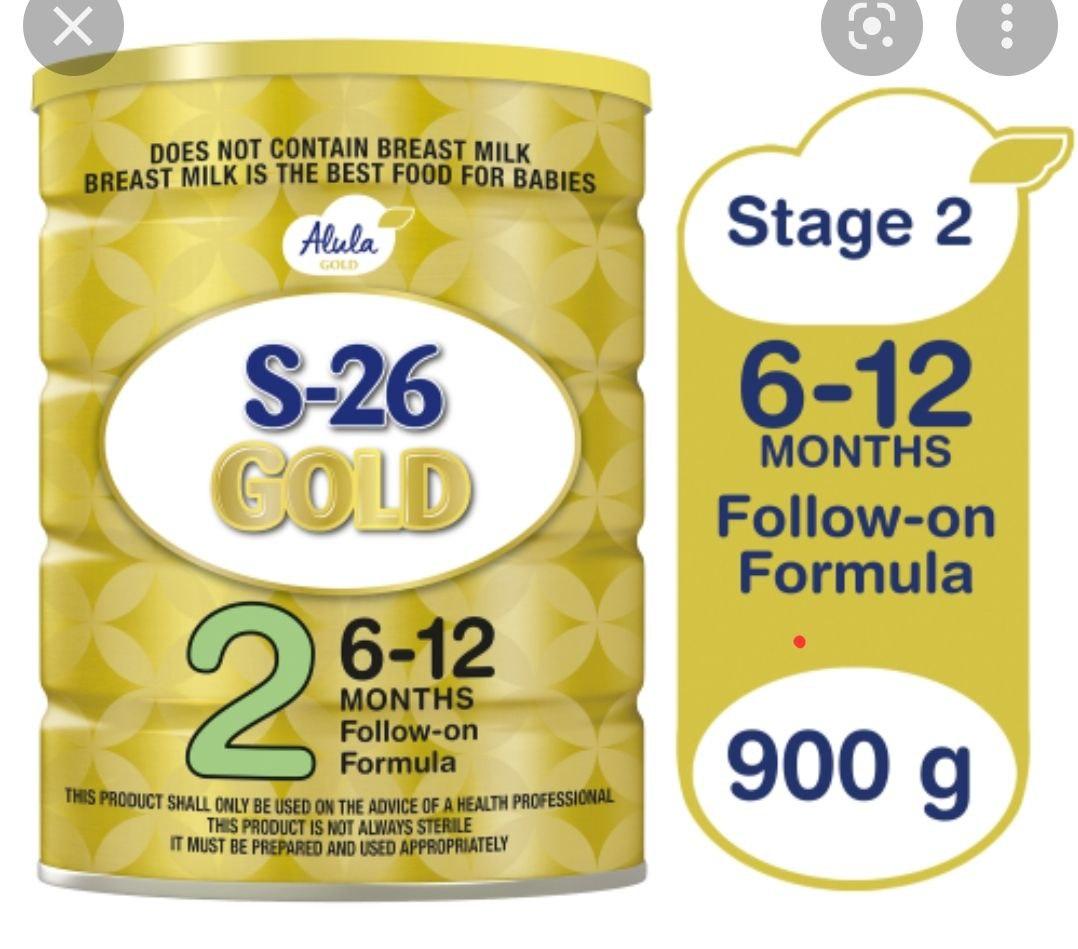 DOES NOT CONTAIN BREAST MILK
BREAST MILK IS THE BEST FOOD FOR BABIES
Alula
GOLD
S-26
GOLD
2
6-12
MONTHS
Follow-on
Formula
THIS PRODUCT SHALL ONLY BE USED ON THE ADVICE OF A HEALTH PROFESSIONAL
THIS PRODUCT IS NOT ALWAYS STERILE
IT MUST BE PREPARED AND USED APPROPRIATELY
Stage 2
6-12
MONTHS
Follow-on
Formula
900 g